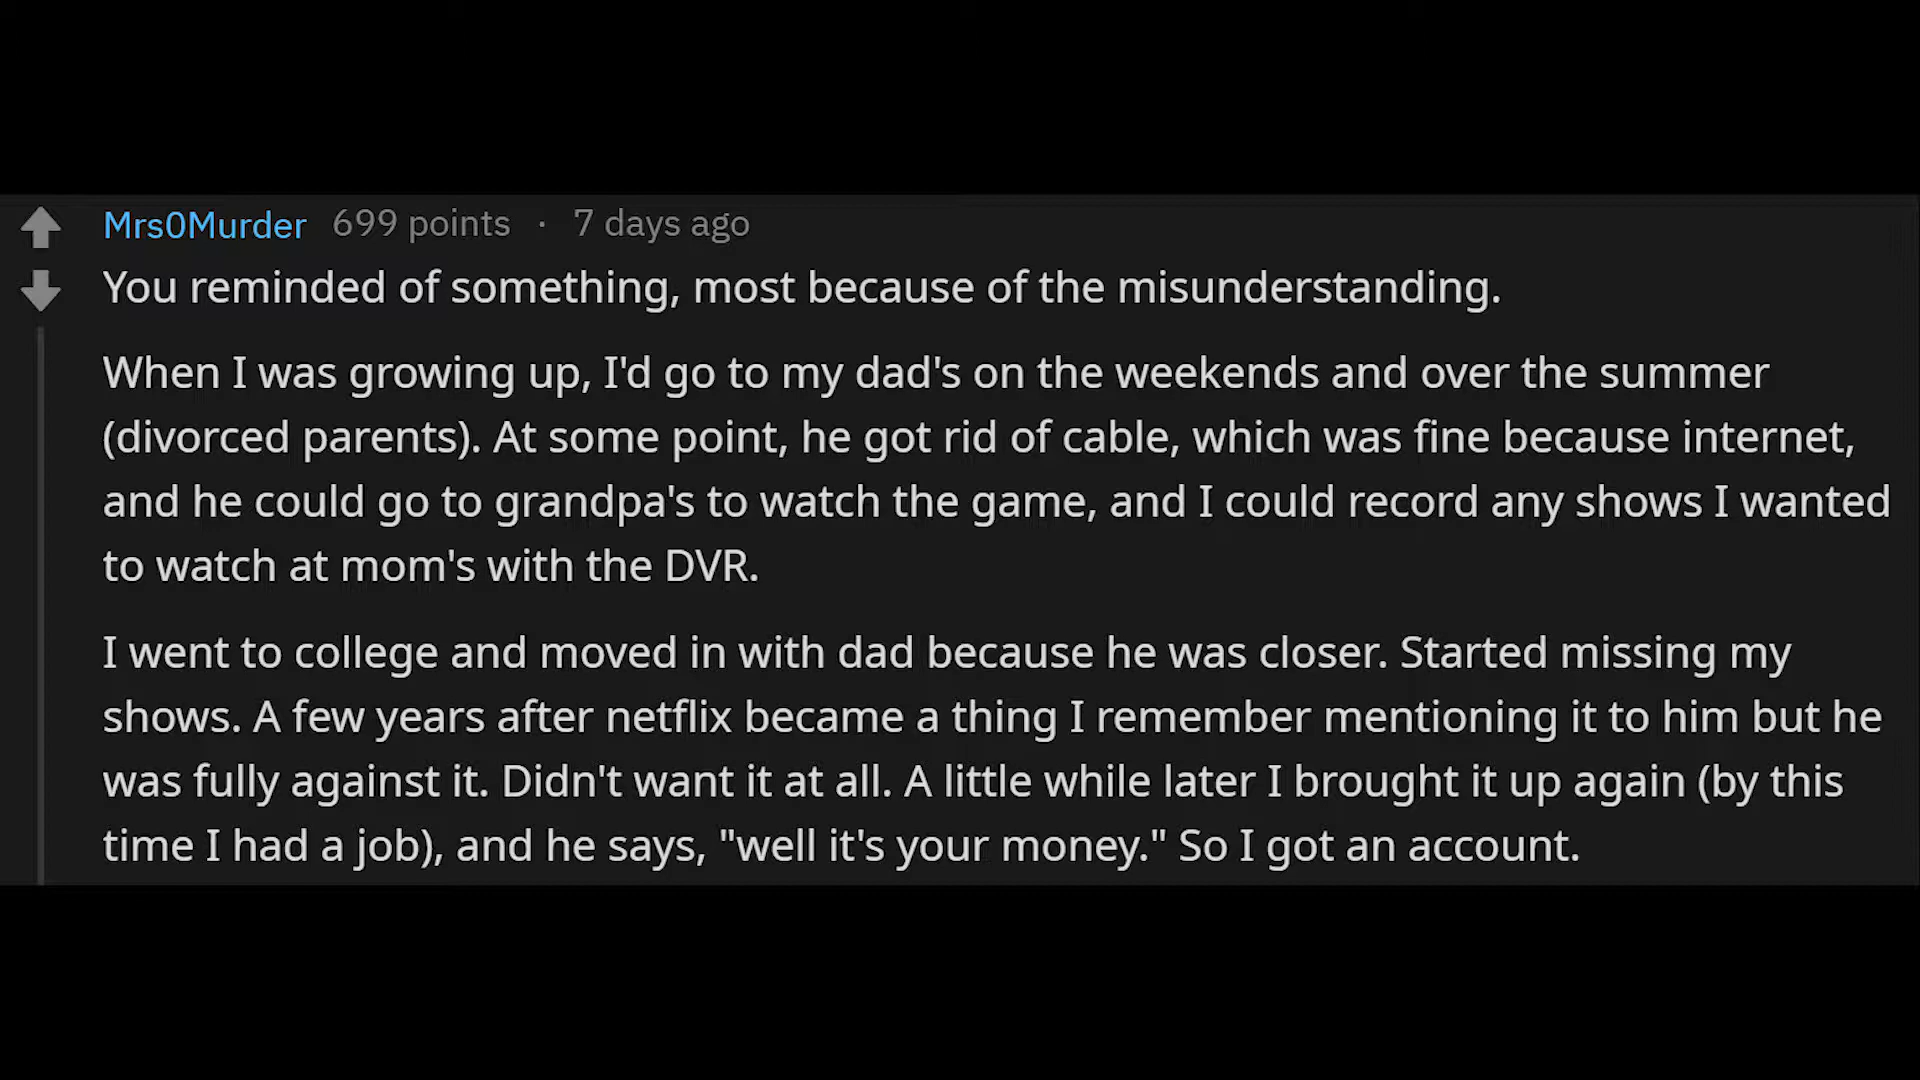 Mrs0Murder 699 points · 7 days ago
You reminded of something, most because of the misunderstanding.
When I was growing up, I'd go to my dad's on the weekends and over the summer
(divorced parents). At some point, he got rid of cable, which was fine because internet,
and he could go to grandpa's to watch the game, and I could record any shows I wanted
to watch at mom's with the DVR.
I went to college and moved in with dad because he was closer. Started missing my
shows. A few years after netflix became a thing I remember mentioning it to him but he
was fully against it. Didn't want it at all. A little while later I brought it up again (by this
time I had a job), and he says, "well it's your money." So I got an account.